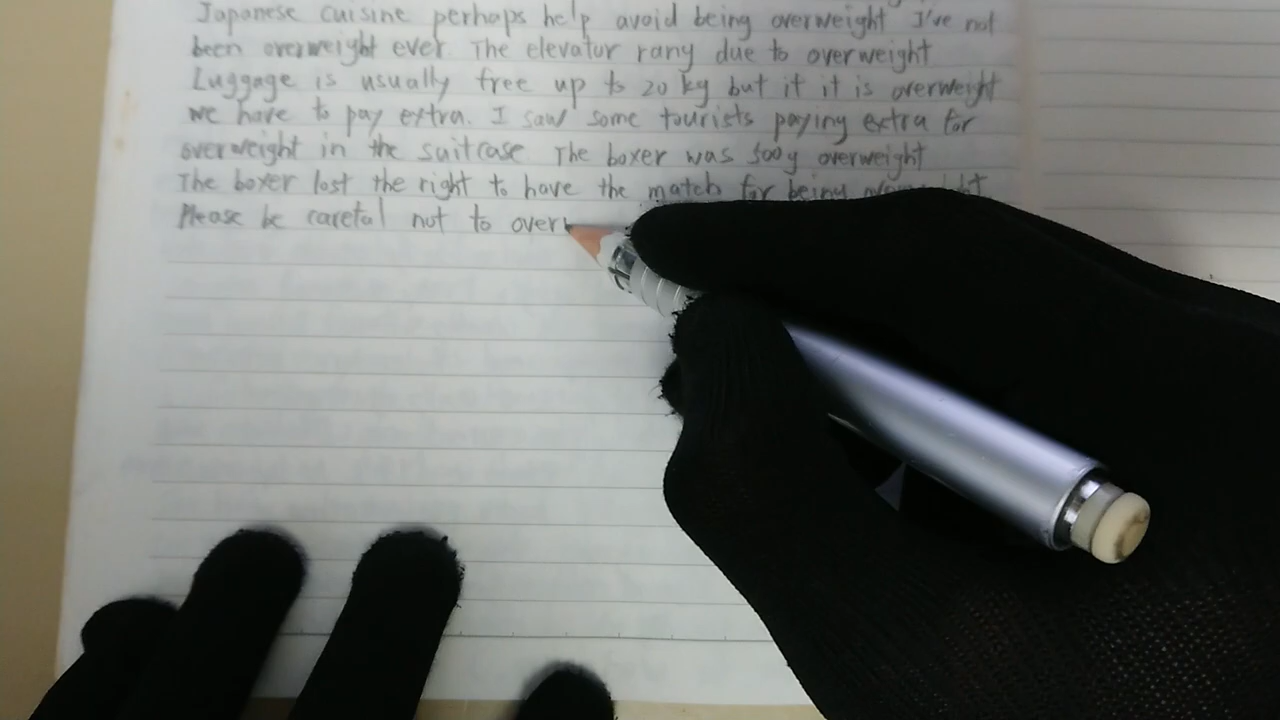 Japanese cuisine perhaps help avoid being overweight I've not
been overweight ever. The elevator rang due to overweight
Luggage is usually free up to 20 kg but it it is overweight
we have to pay extra. I saw some tourists paying extra for
overweight in the suitcase The boxer was 500g overweight
The boxer lost the right to have the match for being
Please be careful not to over